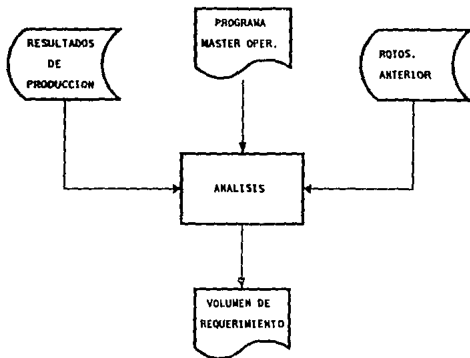 PROGRAMA
MASTER OPER.
RESULTADOS
DE
PRODUCCION
RQTOS.
ANTERIOR
ANALISIS
VOLUMEN DE
REQUERIMIENTO